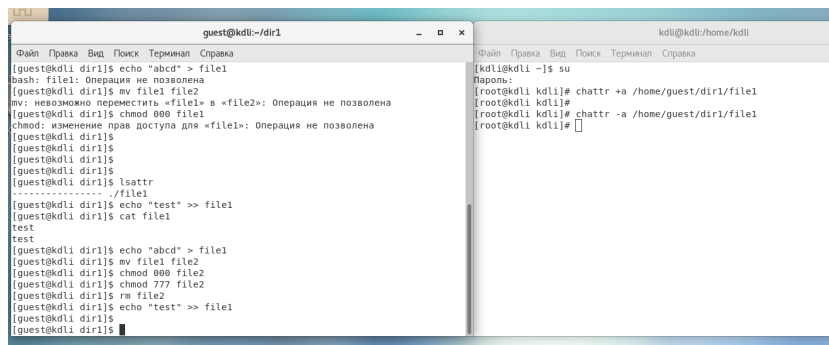 guest@kdli:~/dir1
Файл Правка Вид Поиск Терминал Справка
[guest@kdli dir1]$ echo "abcd" > file1
bash: file1: Операция не позволена
[guest@kdli dir1]$ mv file1 file2
mv: невозможно переместить «file1» в «file2»: Операция не позволена
[guest@kdli dir1]$ chmod 000 file1
chmod: изменение прав доступа для «file1»: Операция не позволена
[guest@kdli dir1]$
[guest@kdli dir1]$
[guest@kdli dir1]$
[guest@kdli dir1]$
[guest@kdli dir1]$ lsattr
---------------- ./file1
[guest@kdli dir1]$ echo "test" >> file1
[guest@kdli dir1]$ cat file1
test
test
[guest@kdli dir1]$ echo "abcd" > file1
[guest@kdli dir1]$ mv file1 file2
[guest@kdli dir1]$ chmod 000 file2
[guest@kdli dir1]$ chmod 777 file2
[guest@kdli dir1]$ rm file2
[guest@kdli dir1]$ echo "test" >> file1
[guest@kdli dir1]$
[guest@kdli dir1]$
kdli@kdli:/home/kdli
Файл Правка Вид Поиск Терминал Справка
[kdli@kdli ~]$ su
Пароль:
[root@kdli kdli]# chattr +a /home/guest/dir1/file1
[root@kdli kdli]#
[root@kdli kdli]# chattr -a /home/guest/dir1/file1
[root@kdli kdli]#